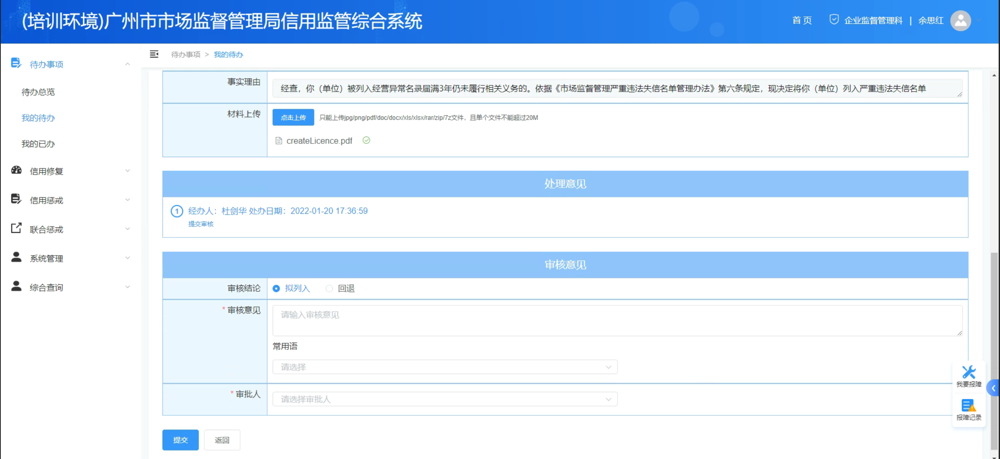 (培训环境)广州市市场监督管理局信用监管综合系统
首页 企业监督管理科 | 余思红
待办事项 > 我的待办
待办事项
待办总览
我的待办
我的已办
信用修复
信用惩戒
联合惩戒
系统管理
综合查询
事实理由
经查，你（单位）被列入经营异常名录届满3年仍未履行相关义务的。依据《市场监督管理严重违法失信名单管理办法》第六条规定，现决定将你（单位）列入严重违法失信名单
材料上传
点击上传 只能上传jpg/png/pdf/doc/docx/xls/xlsx/rar/zip/7z文件，且单个文件不能超过20M
createLicence.pdf
处理意见
1 经办人：杜剑华 处办日期：2022-01-20 17:36:59
提交审核
审核意见
审核结论 拟列入 回退
* 审核意见 请输入审核意见
常用语
请选择
* 审批人 请选择审批人
提交 返回
我要报障
报障记录